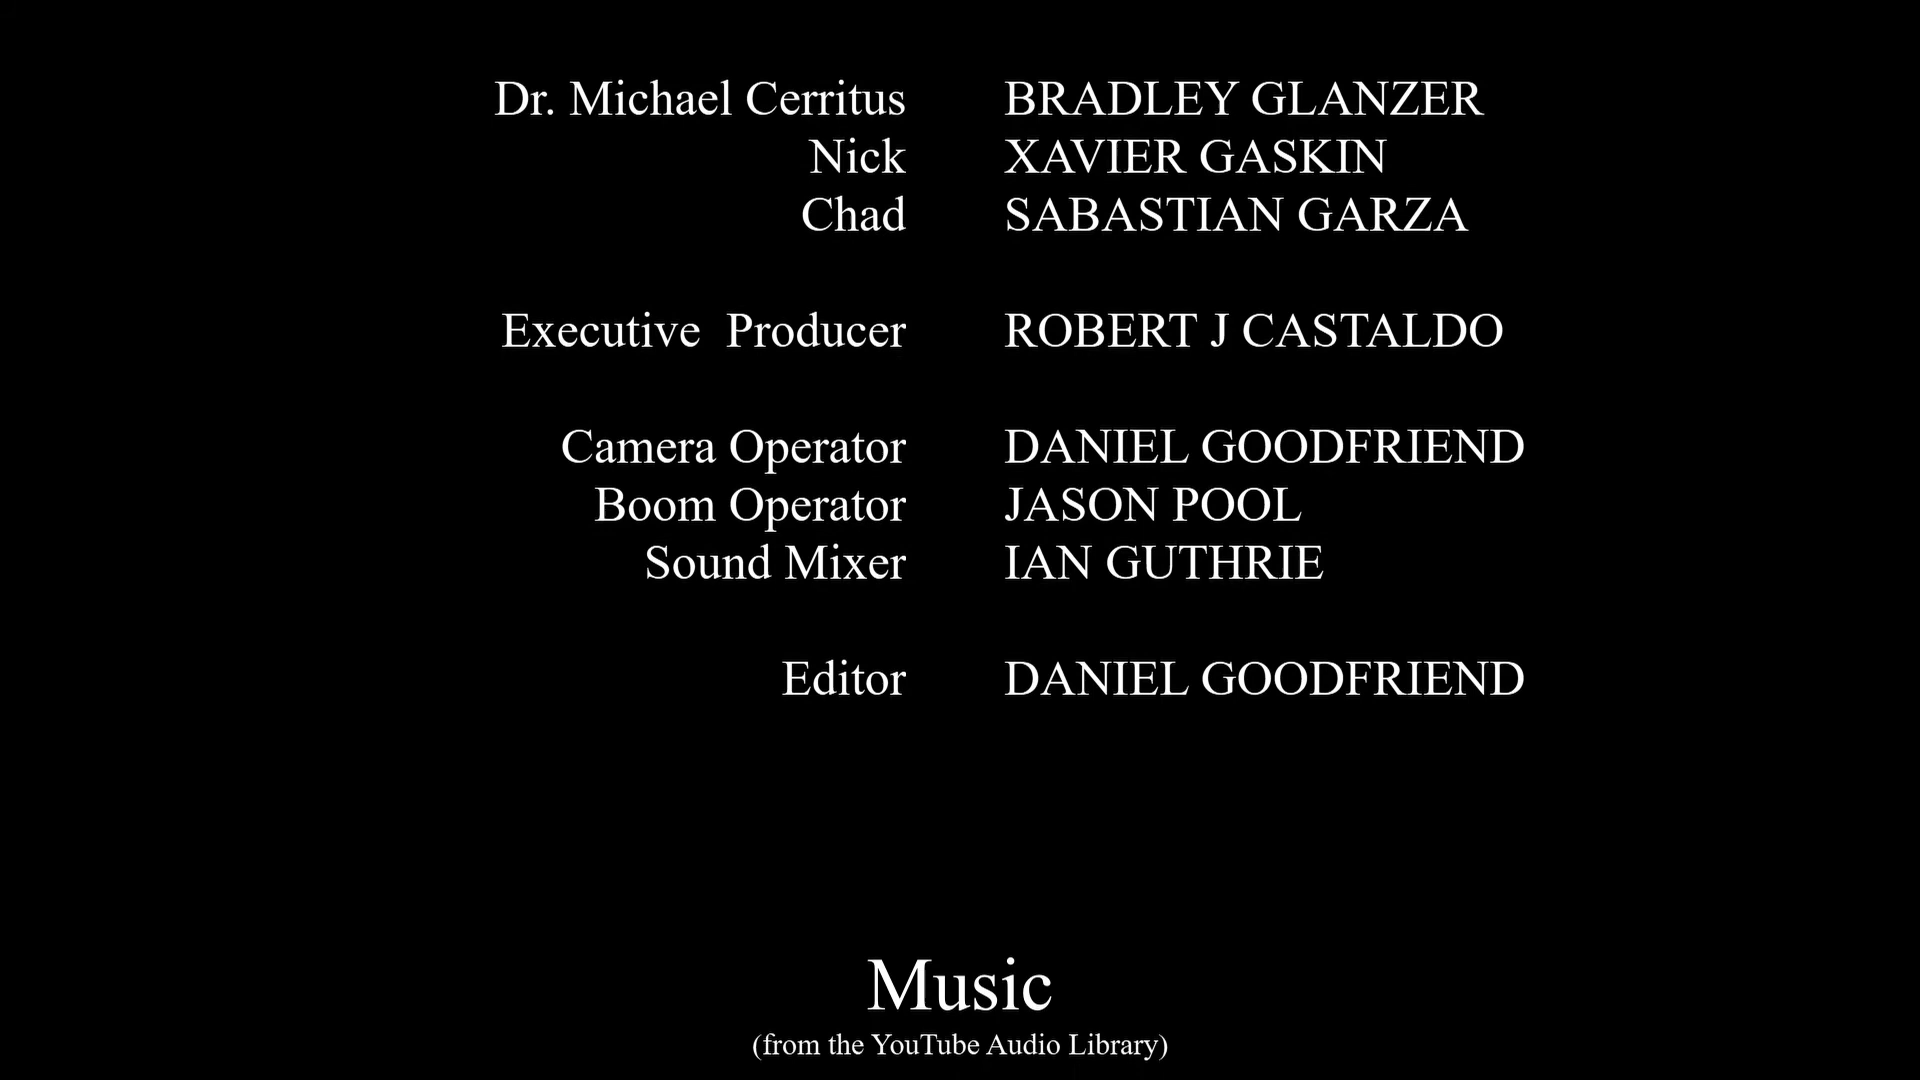 Dr. Michael Cerritus BRADLEY GLANZER
Nick XAVIER GASKIN
Chad SABASTIAN GARZA
Executive  Producer ROBERT J CASTALDO
Camera Operator DANIEL GOODFRIEND
Boom Operator JASON POOL
Sound Mixer IAN GUTHRIE
Editor DANIEL GOODFRIEND
Music
(from the YouTube Audio Library)